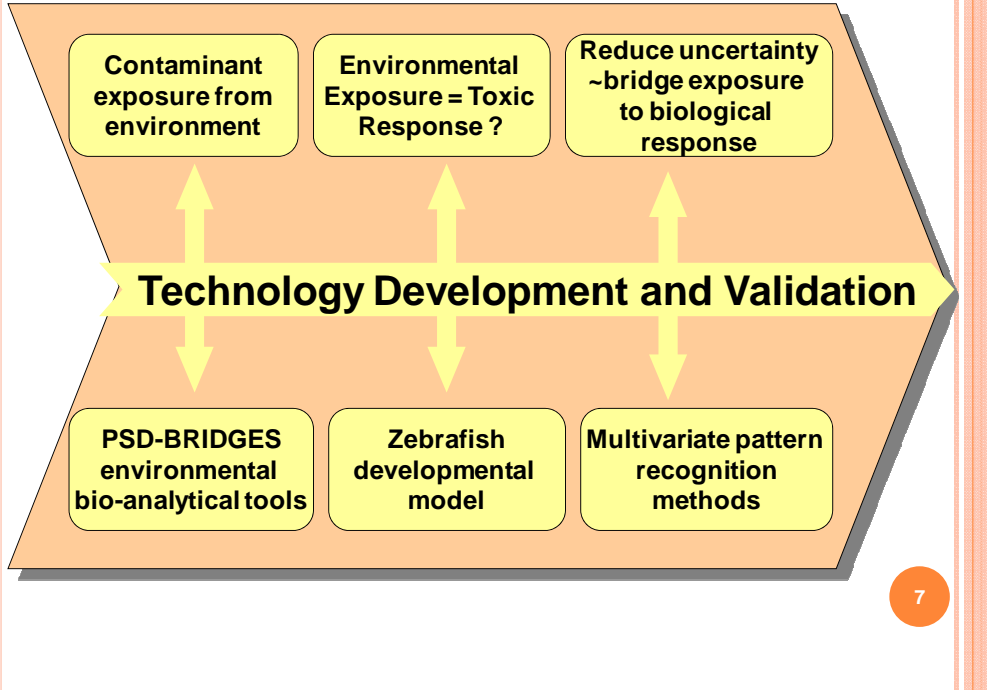 Contaminant
exposure from
environment
Environmental
Exposure = Toxic
Response ?
Reduce uncertainty
~bridge exposure
to biological
response
Technology Development and Validation
PSD-BRIDGES
environmental
bio-analytical tools
Zebrafish
developmental
model
Multivariate pattern
recognition
methods
7